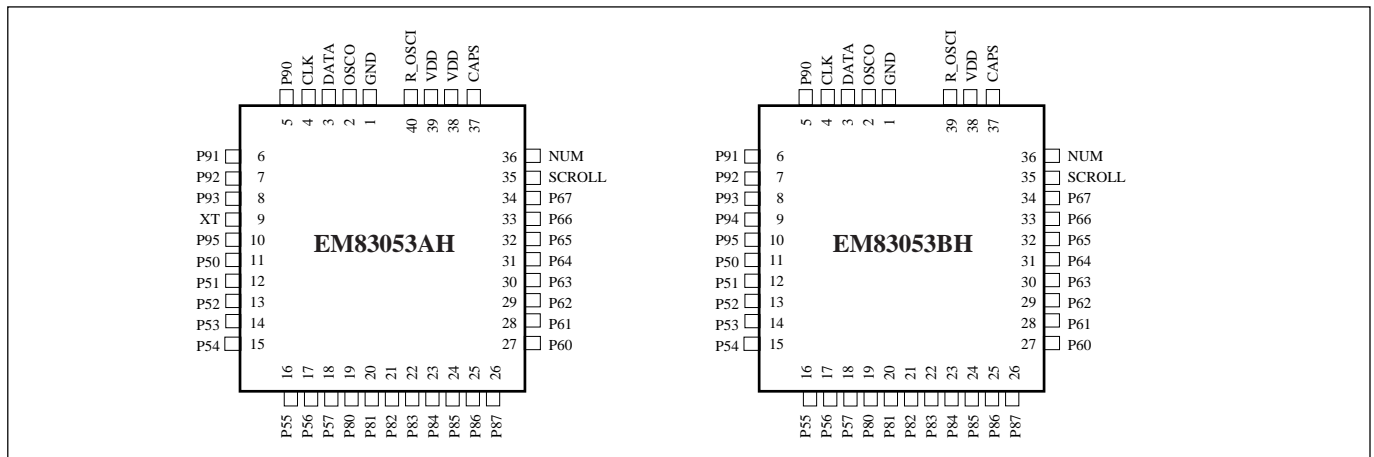 P90 CLK DATA OSCO GND R_OSCI VDD VDD CAPS
5 4 3 2 1 40 39 38 37
P91 6 36 NUM
P92 7 35 SCROLL
P93 8 34 P67
XT 9 33 P66
P95 10 32 P65
EM83053AH
P50 11 31 P64
P51 12 30 P63
P52 13 29 P62
P53 14 28 P61
P54 15 27 P60
16 17 18 19 20 21 22 23 24 25 26
P55 P56 P57 P80 P81 P82 P83 P84 P85 P86 P87
P90 CLK DATA OSCO GND R_OSCI VDD CAPS
5 4 3 2 1 39 38 37
P91 6 36 NUM
P92 7 35 SCROLL
P93 8 34 P67
P94 9 33 P66
P95 10 32 P65
EM83053BH
P50 11 31 P64
P51 12 30 P63
P52 13 29 P62
P53 14 28 P61
P54 15 27 P60
16 17 18 19 20 21 22 23 24 25 26
P55 P56 P57 P80 P81 P82 P83 P84 P85 P86 P87